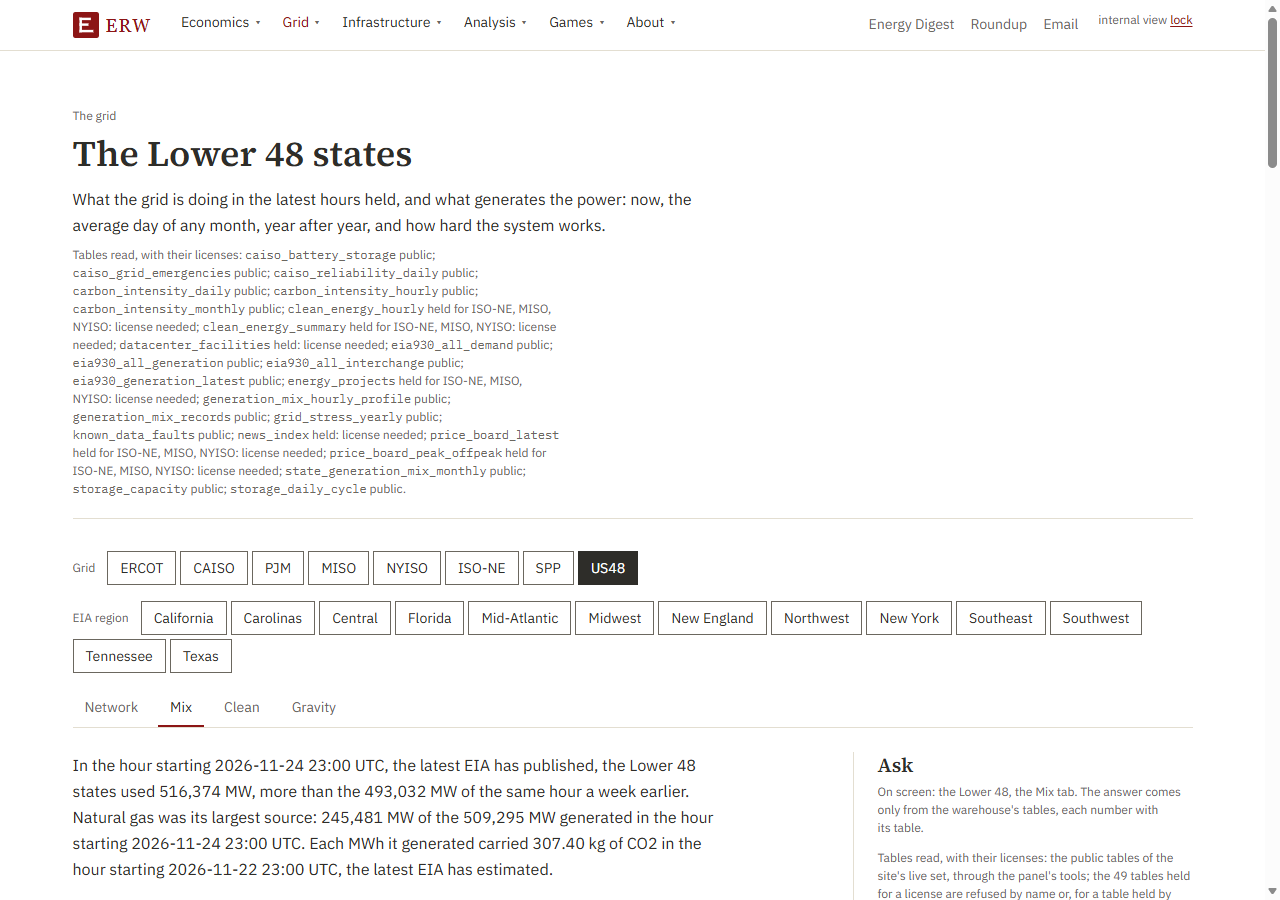 E ERW Economics Grid Infrastructure Analysis Games About Energy Digest Roundup Email internal view lock
The grid
The Lower 48 states
What the grid is doing in the latest hours held, and what generates the power: now, the
average day of any month, year after year, and how hard the system works.
Tables read, with their licenses: caiso_battery_storage public;
caiso_grid_emergencies public; caiso_reliability_daily public;
carbon_intensity_daily public; carbon_intensity_hourly public;
carbon_intensity_monthly public; clean_energy_hourly held for ISO-NE, MISO,
NYISO: license needed; clean_energy_summary held for ISO-NE, MISO, NYISO: license
needed; datacenter_facilities held: license needed; eia930_all_demand public;
eia930_all_generation public; eia930_all_interchange public;
eia930_generation_latest public; energy_projects held for ISO-NE, MISO,
NYISO: license needed; generation_mix_hourly_profile public;
generation_mix_records public; grid_stress_yearly public;
known_data_faults public; news_index held: license needed; price_board_latest
held for ISO-NE, MISO, NYISO: license needed; price_board_peak_offpeak held for
ISO-NE, MISO, NYISO: license needed; state_generation_mix_monthly public;
storage_capacity public; storage_daily_cycle public.
Grid ERCOT CAISO PJM MISO NYISO ISO-NE SPP US48
EIA region California Carolinas Central Florida Mid-Atlantic Midwest New England Northwest New York Southeast Southwest
Tennessee Texas
Network Mix Clean Gravity
In the hour starting 2026-11-24 23:00 UTC, the latest EIA has published, the Lower 48
states used 516,374 MW, more than the 493,032 MW of the same hour a week earlier.
Natural gas was its largest source: 245,481 MW of the 509,295 MW generated in the hour
starting 2026-11-24 23:00 UTC. Each MWh it generated carried 307.40 kg of CO2 in the
hour starting 2026-11-22 23:00 UTC, the latest EIA has estimated.
Ask
On screen: the Lower 48, the Mix tab. The answer comes
only from the warehouse's tables, each number with
its table.
Tables read, with their licenses: the public tables of the
site's live set, through the panel's tools; the 49 tables held
for a license are refused by name or, for a table held by